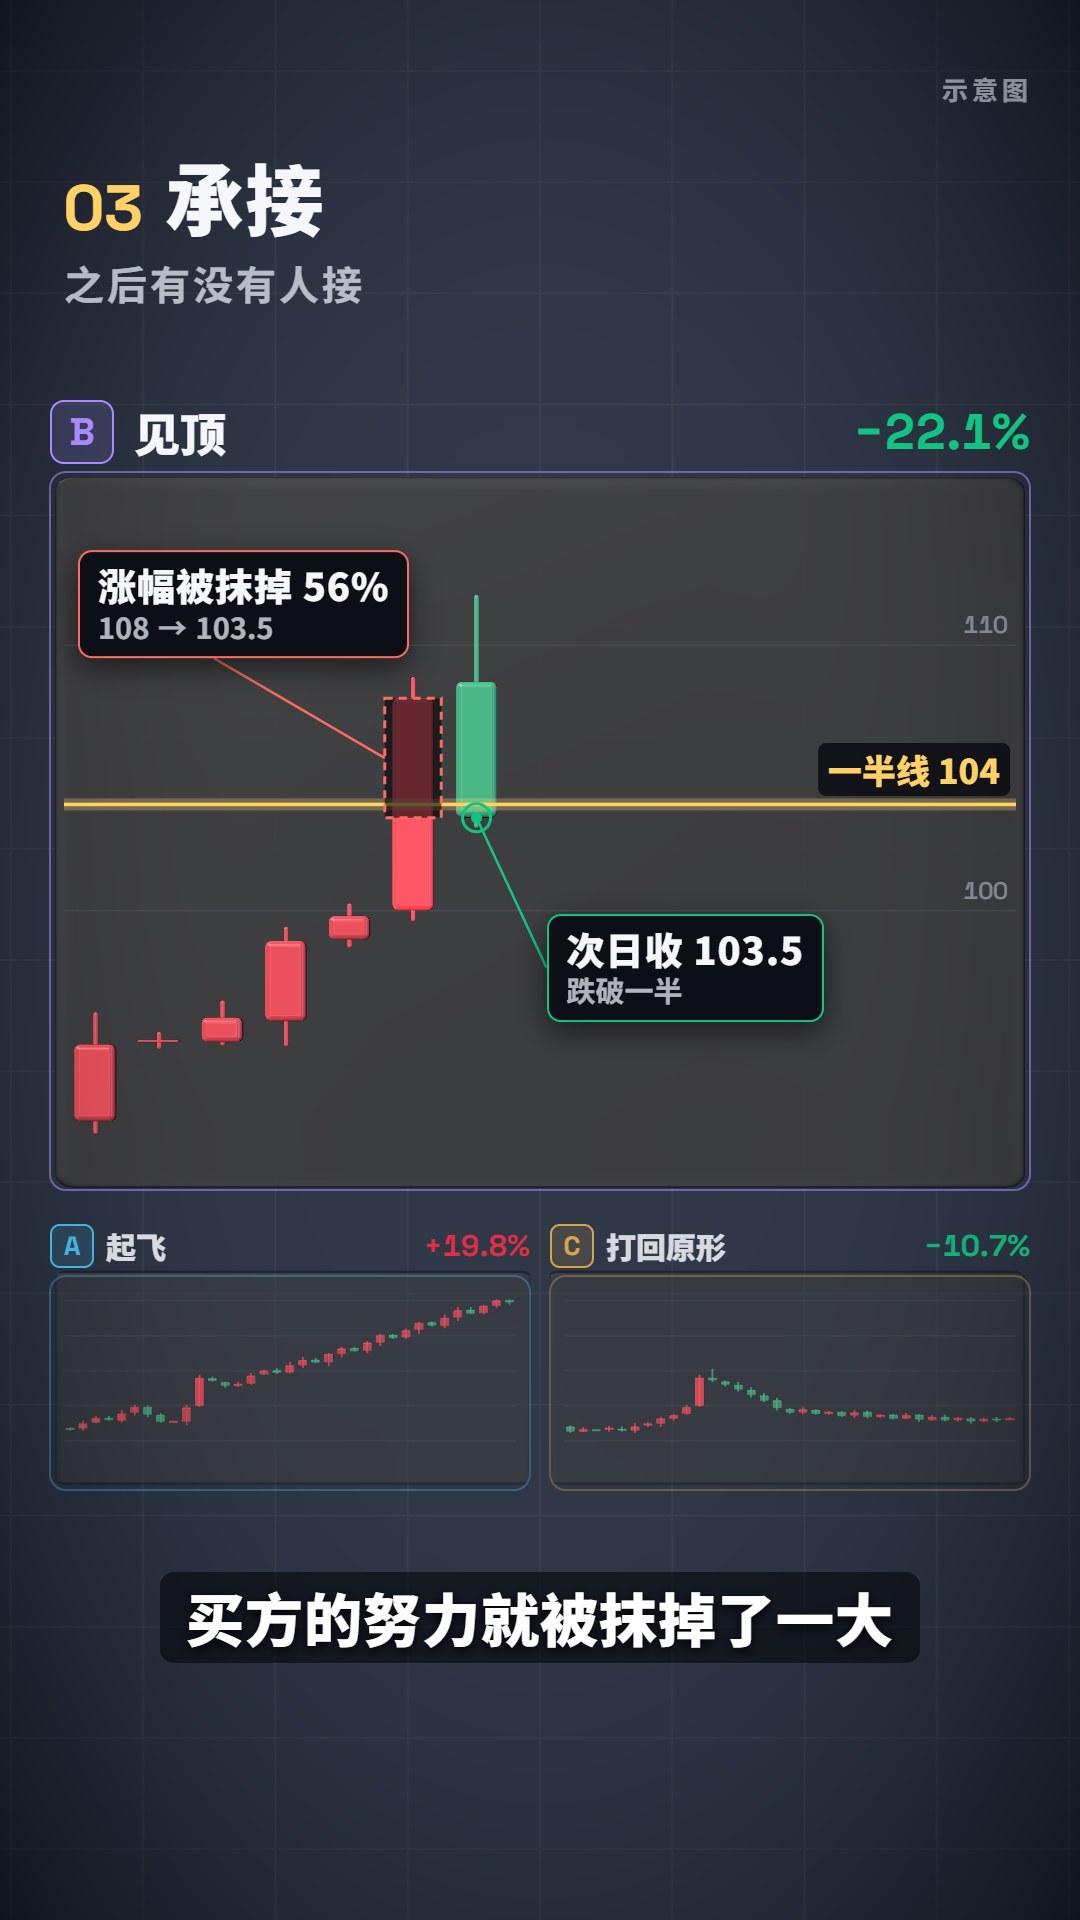 示意图
03 承接
之后有没有人接
B 见顶 -22.1%
涨幅被抹掉 56%
108 → 103.5
110
一半线 104
100
次日收 103.5
跌破一半
A 起飞 +19.8%
C 打回原形 -10.7%
买方的努力就被抹掉了一大